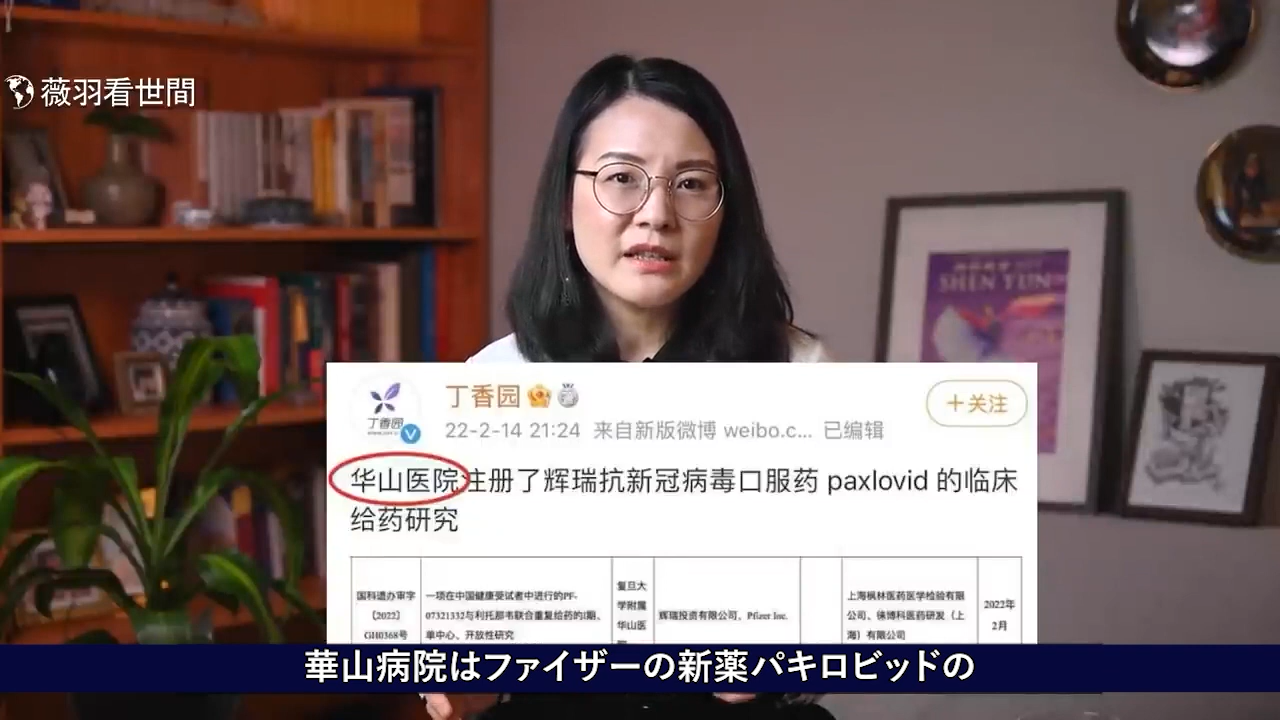 薇羽看世間
SHEN YUN
丁香园
22-2-14 21:24 来自新版微博 weibo.c... 已编辑
+关注
丁香园
华山医院注册了辉瑞抗新冠病毒口服药 paxlovid 的临床
给药研究
国科遗办审字
〔2022〕
GH0368号
一项在中国健康受试者中进行的PF-
07321332与利托那韦联合重复给药的I期、
单中心、开放性研究
复旦大
学附属
华山医
辉瑞投资有限公司、Pfizer Inc.
上海枫林医药医学检验有限
公司、徕博科医药研发（上
海）有限公司
2022年
2月
華山病院はファイザーの新薬パキロビッドの